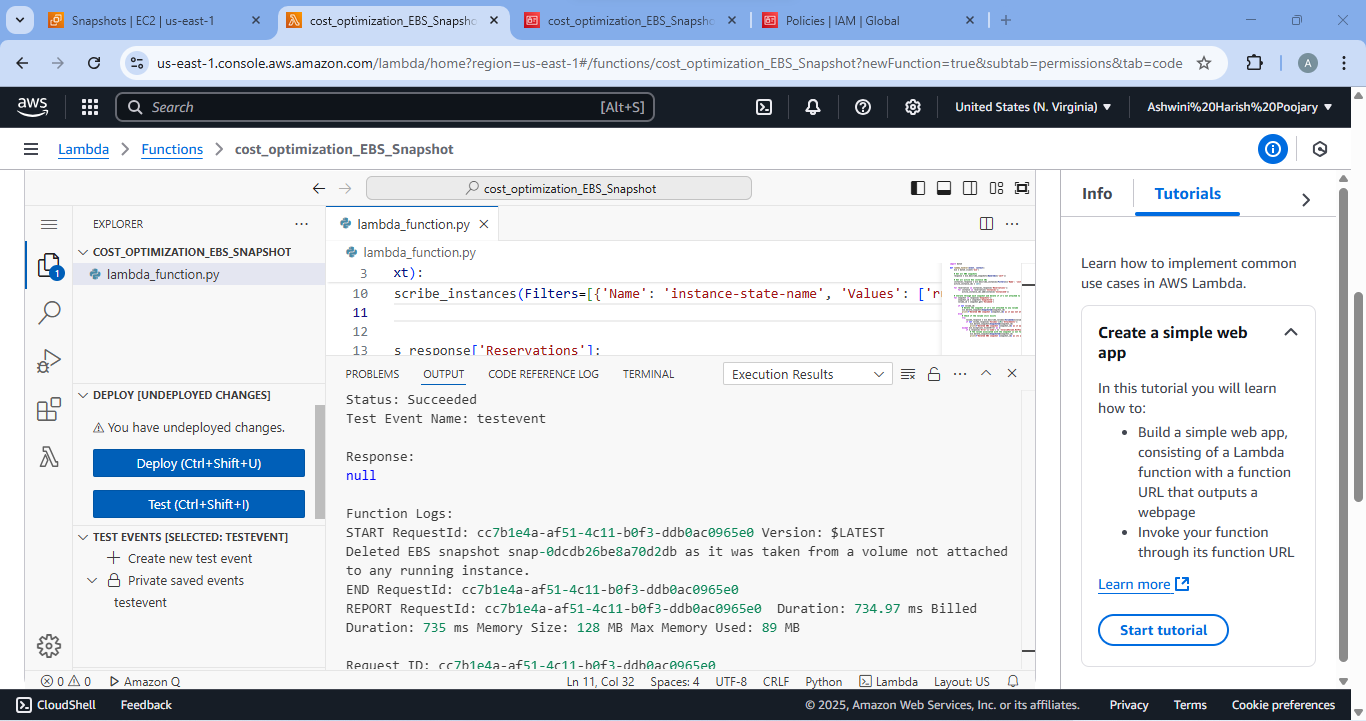 Snapshots | EC2 | us-east-1
cost_optimization_EBS_Snapsho
cost_optimization_EBS_Snapsho
Policies | IAM | Global
us-east-1.console.aws.amazon.com/lambda/home?region=us-east-1#/functions/cost_optimization_EBS_Snapshot?newFunction=true&subtab=permissions&tab=code
A
aws
Search
[Alt+S]
United States (N. Virginia)
Ashwini%20Harish%20Poojary
Lambda
Functions
cost_optimization_EBS_Snapshot
cost_optimization_EBS_Snapshot
EXPLORER
COST_OPTIMIZATION_EBS_SNAPSHOT
lambda_function.py
1
DEPLOY [UNDEPLOYED CHANGES]
You have undeployed changes.
Deploy (Ctrl+Shift+U)
Test (Ctrl+Shift+I)
TEST EVENTS [SELECTED: TESTEVENT]
Create new test event
Private saved events
testevent
lambda_function.py
lambda_function.py
3 xt):
10 scribe_instances(Filters=[{'Name': 'instance-state-name', 'Values': ['r
11
12
13 s response['Reservations']:
PROBLEMS OUTPUT CODE REFERENCE LOG TERMINAL
Execution Results
Status: Succeeded
Test Event Name: testevent
Response:
null
Function Logs:
START RequestId: cc7b1e4a-af51-4c11-b0f3-ddb0ac0965e0 Version: $LATEST
Deleted EBS snapshot snap-0dcdb26be8a70d2db as it was taken from a volume not attached
to any running instance.
END RequestId: cc7b1e4a-af51-4c11-b0f3-ddb0ac0965e0
REPORT RequestId: cc7b1e4a-af51-4c11-b0f3-ddb0ac0965e0 Duration: 734.97 ms Billed
Duration: 735 ms Memory Size: 128 MB Max Memory Used: 89 MB
Request ID: cc7b1e4a-af51-4c11-b0f3-ddb0ac0965e0
0 0 Amazon Q
Ln 11, Col 32 Spaces: 4 UTF-8 CRLF Python Lambda Layout: US
Info
Tutorials
Learn how to implement common
use cases in AWS Lambda.
Create a simple web
app
In this tutorial you will learn
how to:
• Build a simple web app,
consisting of a Lambda
function with a function
URL that outputs a
webpage
• Invoke your function
through its function URL
Learn more
Start tutorial
CloudShell
Feedback
© 2025, Amazon Web Services, Inc. or its affiliates.
Privacy
Terms
Cookie preferences